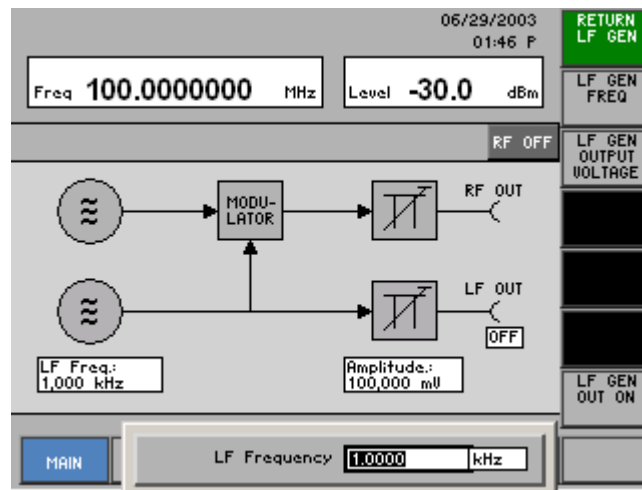 06/29/2003
01:46 P
Freq 100.0000000 MHz
Level -30.0 dBm
RF OFF
MODU-
LATOR
RF OUT
LF OUT
OFF
LF Freq.:
1,000 kHz
Amplitude.:
100,000 mV
MAIN
LF Frequency 1.0000 kHz
RETURN
LF GEN
LF GEN
FREQ
LF GEN
OUTPUT
VOLTAGE
LF GEN
OUT ON